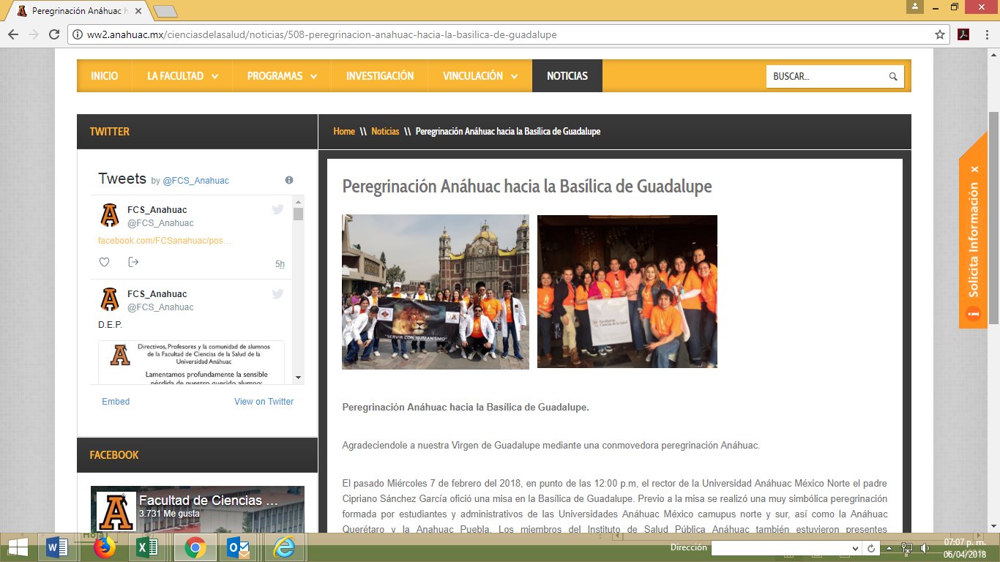 Peregrinación Anáhuac h
ww2.anahuac.mx/cienciasdelasalud/noticias/508-peregrinacion-anahuac-hacia-la-basilica-de-guadalupe
INICIO LA FACULTAD PROGRAMAS INVESTIGACIÓN VINCULACIÓN NOTICIAS BUSCAR...
TWITTER
Home \\ Noticias \\ Peregrinación Anáhuac hacia la Basílica de Guadalupe
Tweets by @FCS_Anahuac
FCS_Anahuac
@FCS_Anahuac
facebook.com/FCSanahuac/pos…
5h
FCS_Anahuac
@FCS_Anahuac
D.E.P.
Directivos, Profesores y la comunidad de alumnos
de la Facultad de Ciencias de la Salud de la
Universidad Anáhuac
Lamentamos profundamente la sensible
pérdida de nuestro querido alumno:
Embed View on Twitter
FACEBOOK
Facultad de Ciencias …
3.731 Me gusta
Peregrinación Anáhuac hacia la Basílica de Guadalupe
"SERVIR CON HUMANISMO"
Facultad de
Ciencias de la Salud
Peregrinación Anáhuac hacia la Basílica de Guadalupe.
Agradeciendole a nuestra Virgen de Guadalupe mediante una conmovedora peregrinación Anáhuac.
El pasado Miércoles 7 de febrero del 2018, en punto de las 12:00 p.m, el rector de la Universidad Anáhuac México Norte el padre
Cipriano Sánchez García ofició una misa en la Basílica de Guadalupe. Previo a la misa se realizó una muy simbólica peregrinación
formada por estudiantes y administrativos de las Universidades Anáhuac México camupus norte y sur, así como la Anáhuac
Querétaro y la Anahuac Puebla. Los miembros del Instituto de Salud Pública Anáhuac también estuvieron presentes
Solicita Información x
Hoja1
Dirección
07:07 p. m.
06/04/2018